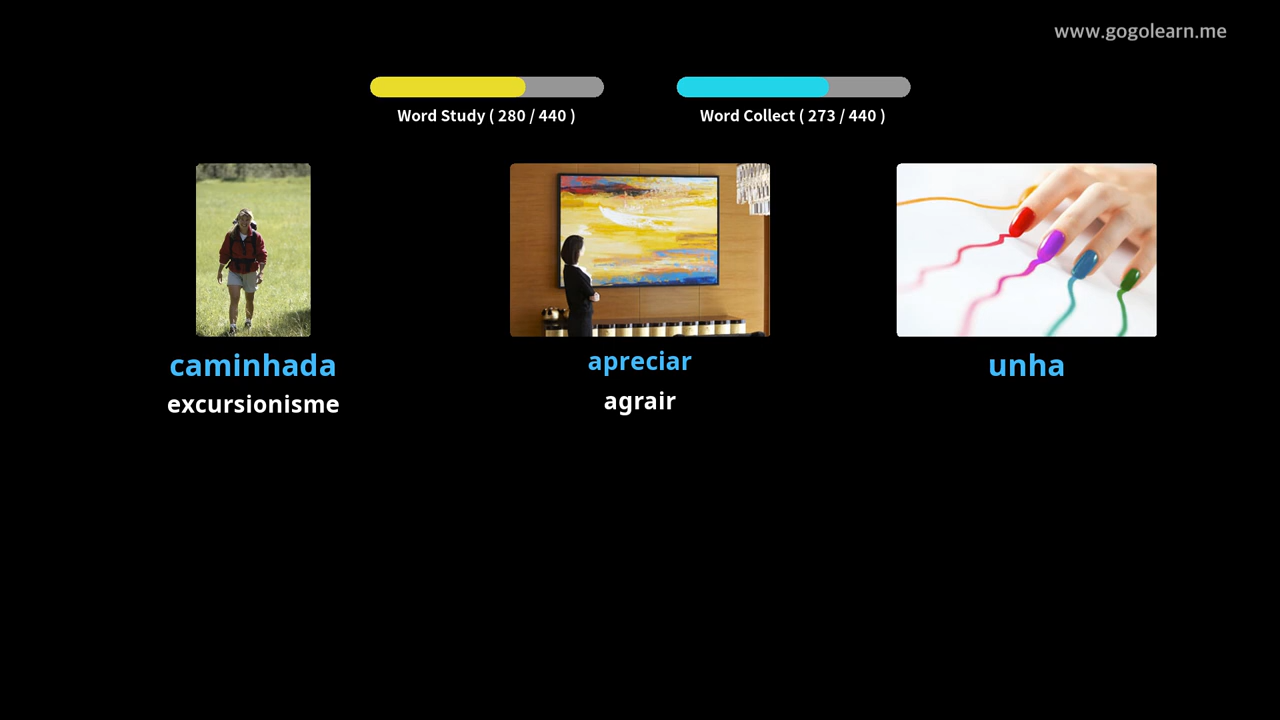 www.gogolearn.me
Word Study ( 280 / 440 )
Word Collect ( 273 / 440 )
caminhada
excursionisme
apreciar
agrair
unha